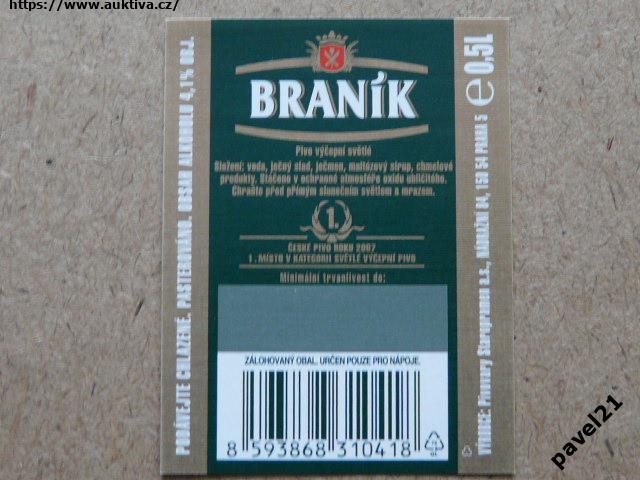 https://www.auktiva.cz/
BRANÍK
Pivo výčepní světlé
Složení: voda, ječný slad, ječmen, maltózový sirup, chmelové
produkty. Stáčeno v ochranné atmosféře oxidu uhličitého.
Chraňte před přímým slunečním světlem a mrazem.
1.
ČESKÉ PIVO ROKU 2007
1. MÍSTO V KATEGORII SVĚTLÉ VÝČEPNÍ PIVO
Minimální trvanlivost do:
ZÁLOHOVANÝ OBAL. URČEN POUZE PRO NÁPOJE.
8 593868 310418
PODÁVEJTE CHLAZENÉ. PASTEROVÁNO. OBSAH ALKOHOLU 4,1% OBJ.
VÝROBCE: Pivovary Staropramen a.s., NÁDRAŽNÍ 84, 150 54 PRAHA 5
e 0,5L
pavel21